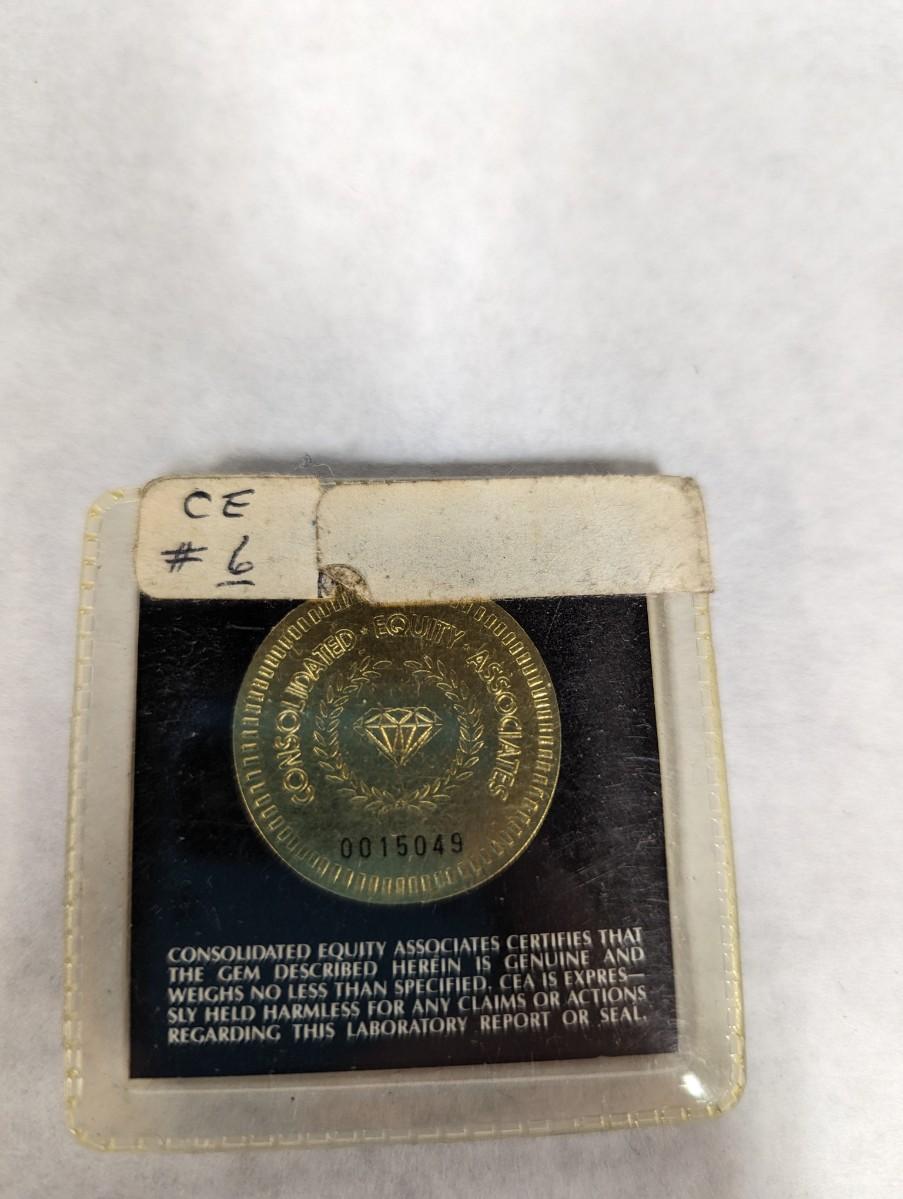 CE
# 6
CONSOLIDATED · EQUITY · ASSOCIATES
0015049
CONSOLIDATED EQUITY ASSOCIATES CERTIFIES THAT
THE GEM DESCRIBED HEREIN IS GENUINE AND
WEIGHS NO LESS THAN SPECIFIED. CEA IS EXPRES—
SLY HELD HARMLESS FOR ANY CLAIMS OR ACTIONS
REGARDING THIS LABORATORY REPORT OR SEAL.